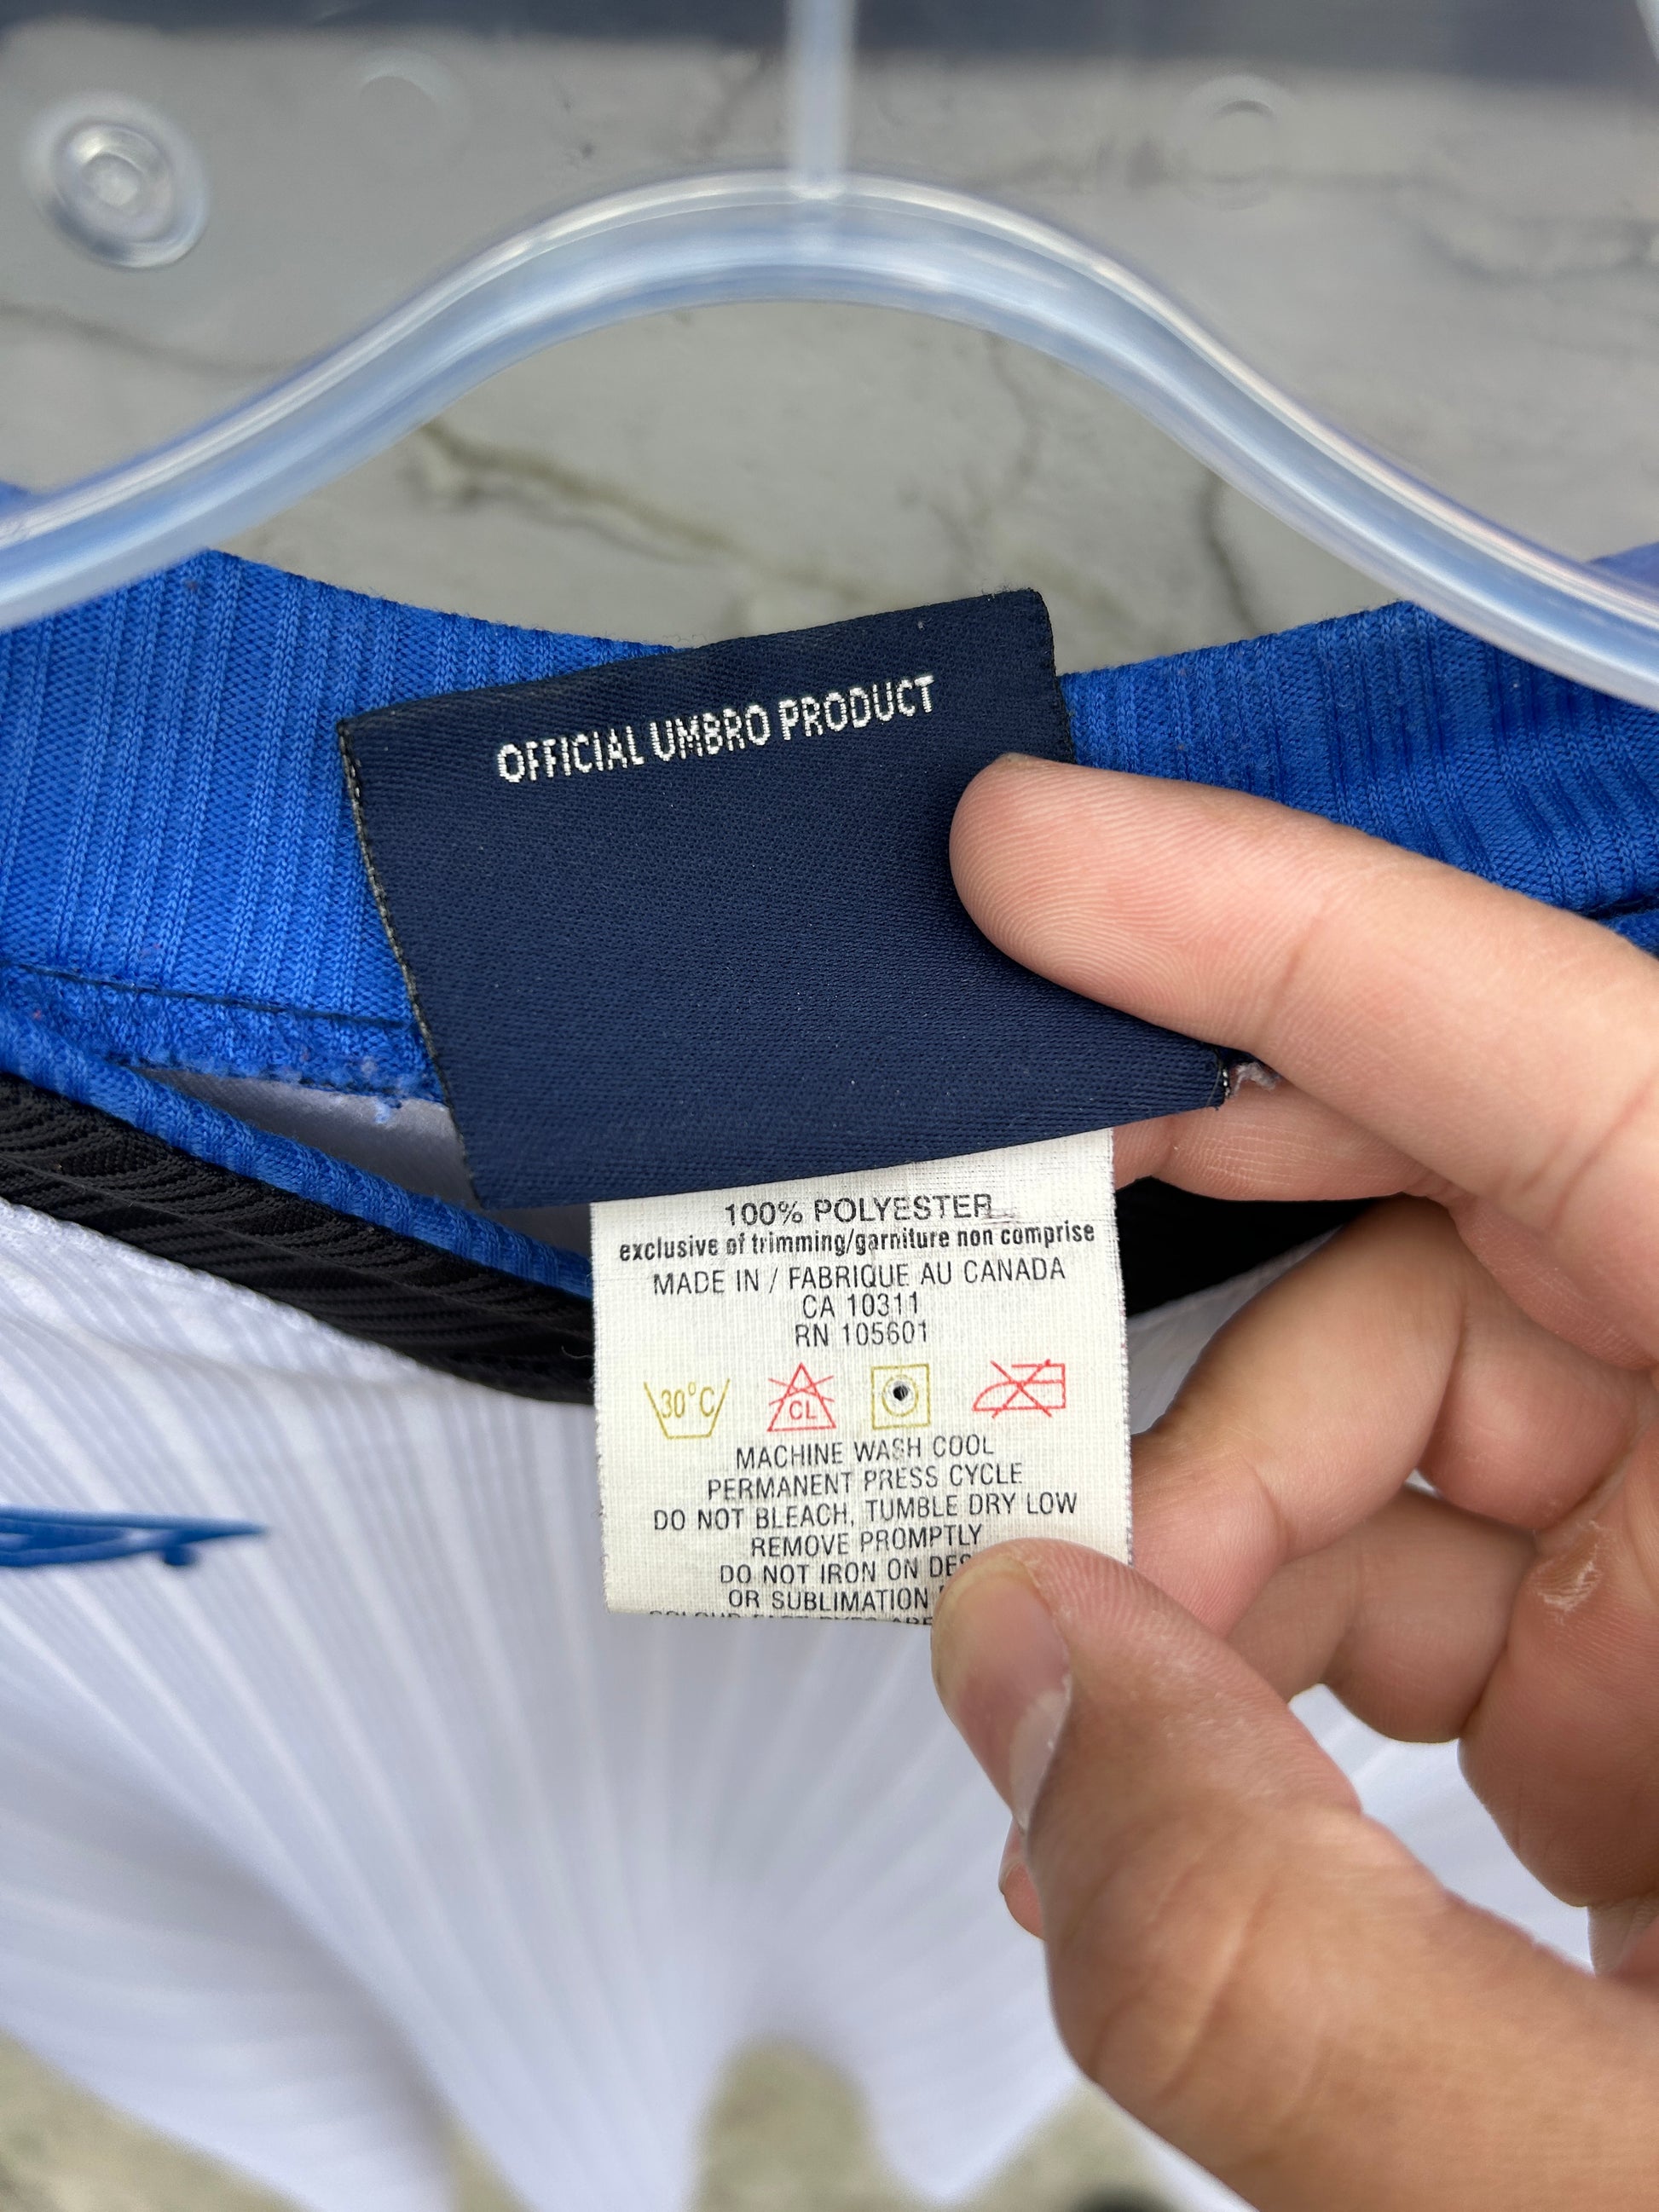 OFFICIAL UMBRO PRODUCT
100% POLYESTER
exclusive of trimming/garniture non comprise
MADE IN / FABRIQUE AU CANADA
CA 10311
RN 105601
30°C CL
MACHINE WASH COOL
PERMANENT PRESS CYCLE
DO NOT BLEACH, TUMBLE DRY LOW
REMOVE PROMPTLY
DO NOT IRON ON
OR SUBLIMATION